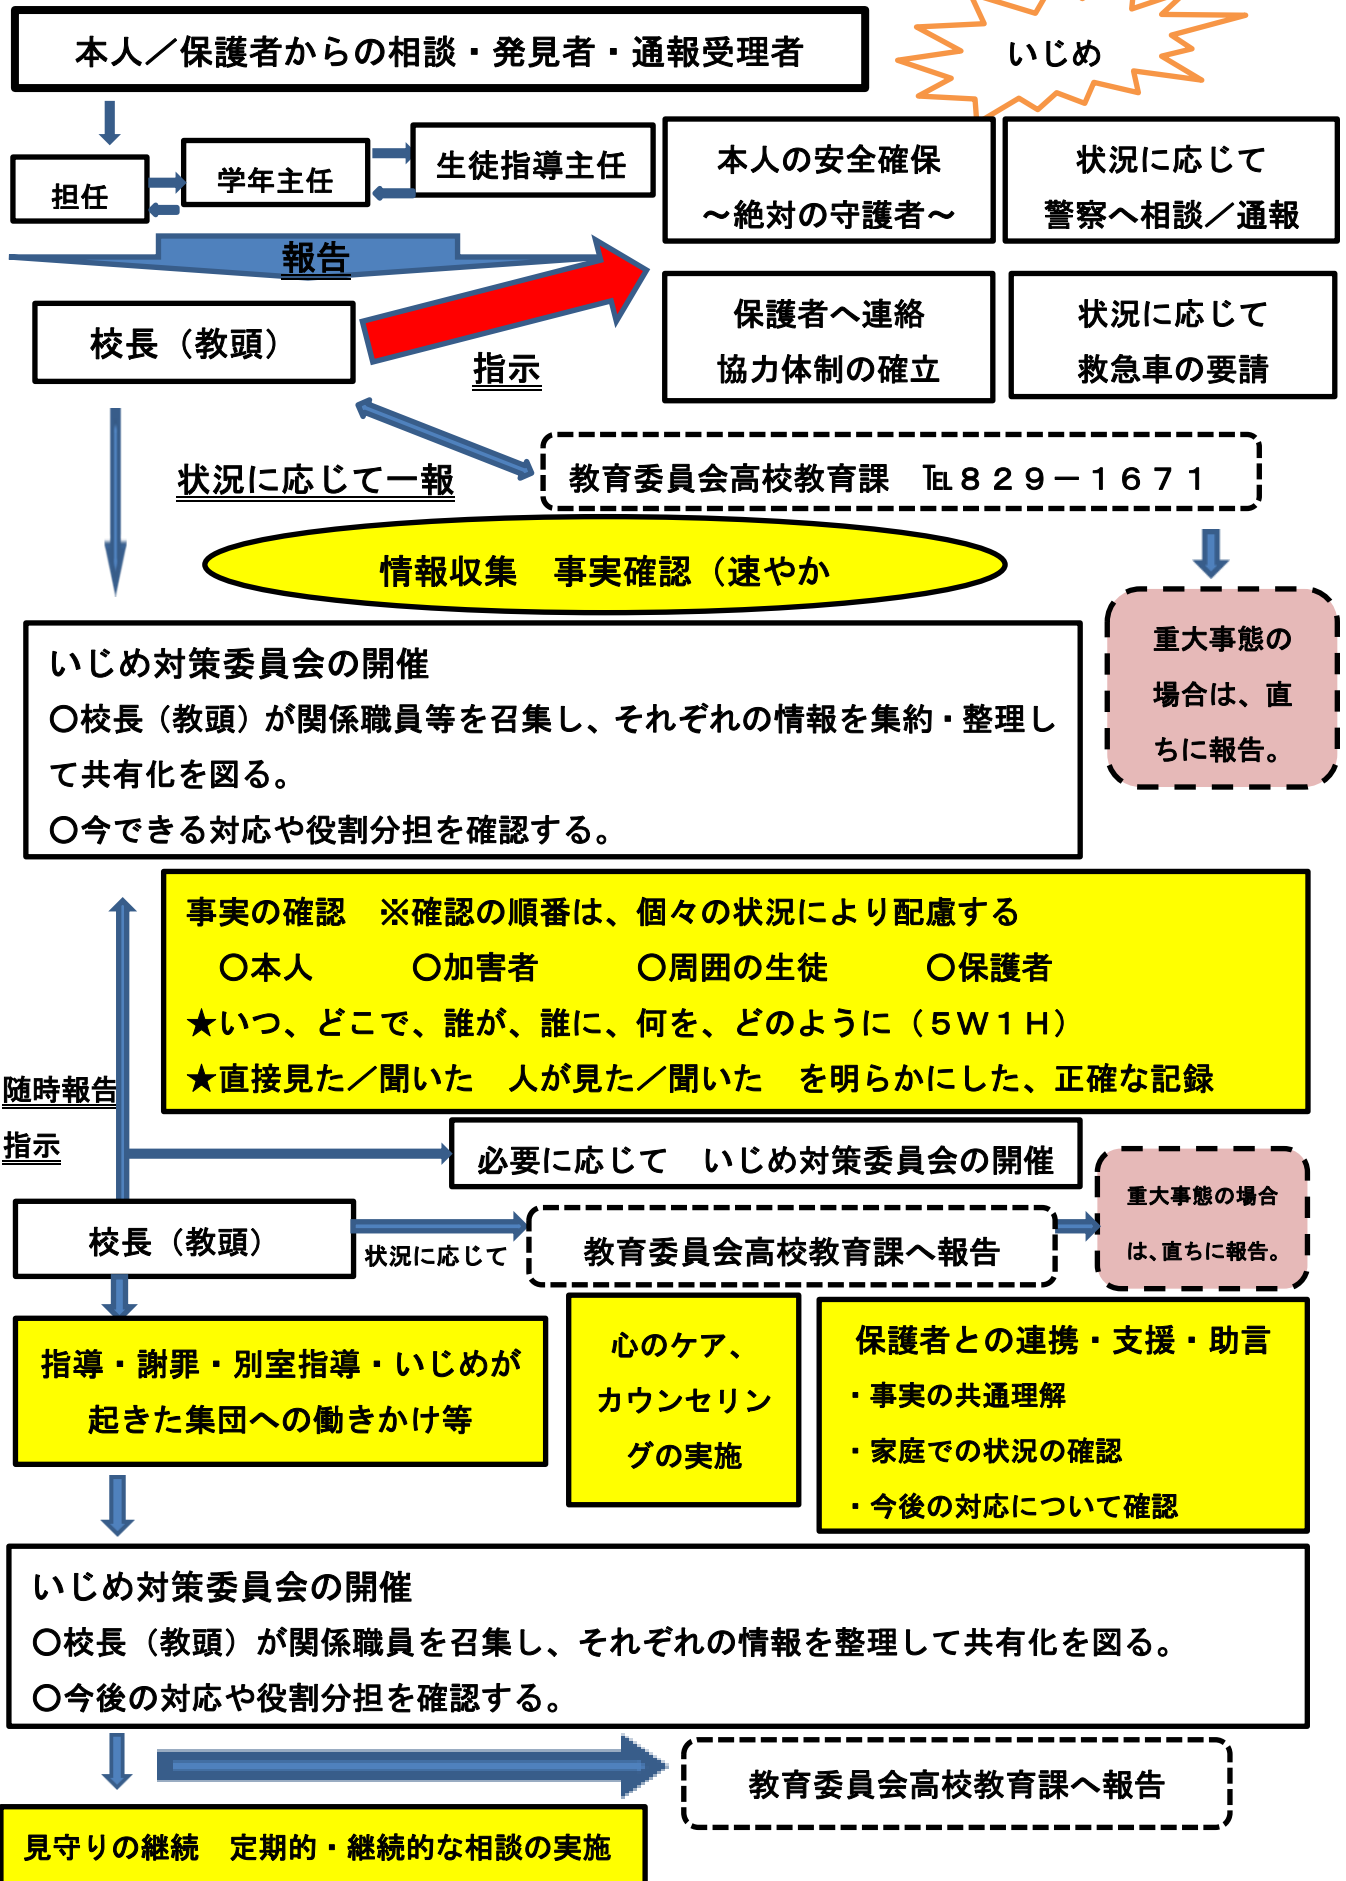 本人／保護者からの相談・発見者・通報受理者
いじめ
担任
学年主任
生徒指導主任
本人の安全確保
～絶対の守護者～
状況に応じて
警察へ相談／通報
報告
校長（教頭）
指示
保護者へ連絡
協力体制の確立
状況に応じて
救急車の要請
状況に応じて一報
教育委員会高校教育課　℡８２９－１６７１
情報収集　事実確認（速やか
重大事態の
場合は、直
ちに報告。
いじめ対策委員会の開催
○校長（教頭）が関係職員等を召集し、それぞれの情報を集約・整理し
て共有化を図る。
○今できる対応や役割分担を確認する。
事実の確認　※確認の順番は、個々の状況により配慮する
○本人　○加害者　○周囲の生徒　○保護者
★いつ、どこで、誰が、誰に、何を、どのように（５Ｗ１Ｈ）
★直接見た／聞いた　人が見た／聞いた　を明らかにした、正確な記録
随時報告
指示
必要に応じて　いじめ対策委員会の開催
校長（教頭）
状況に応じて
教育委員会高校教育課へ報告
重大事態の場合
は、直ちに報告。
指導・謝罪・別室指導・いじめが
起きた集団への働きかけ等
心のケア、
カウンセリン
グの実施
保護者との連携・支援・助言
・事実の共通理解
・家庭での状況の確認
・今後の対応について確認
いじめ対策委員会の開催
○校長（教頭）が関係職員を召集し、それぞれの情報を整理して共有化を図る。
○今後の対応や役割分担を確認する。
教育委員会高校教育課へ報告
見守りの継続　定期的・継続的な相談の実施